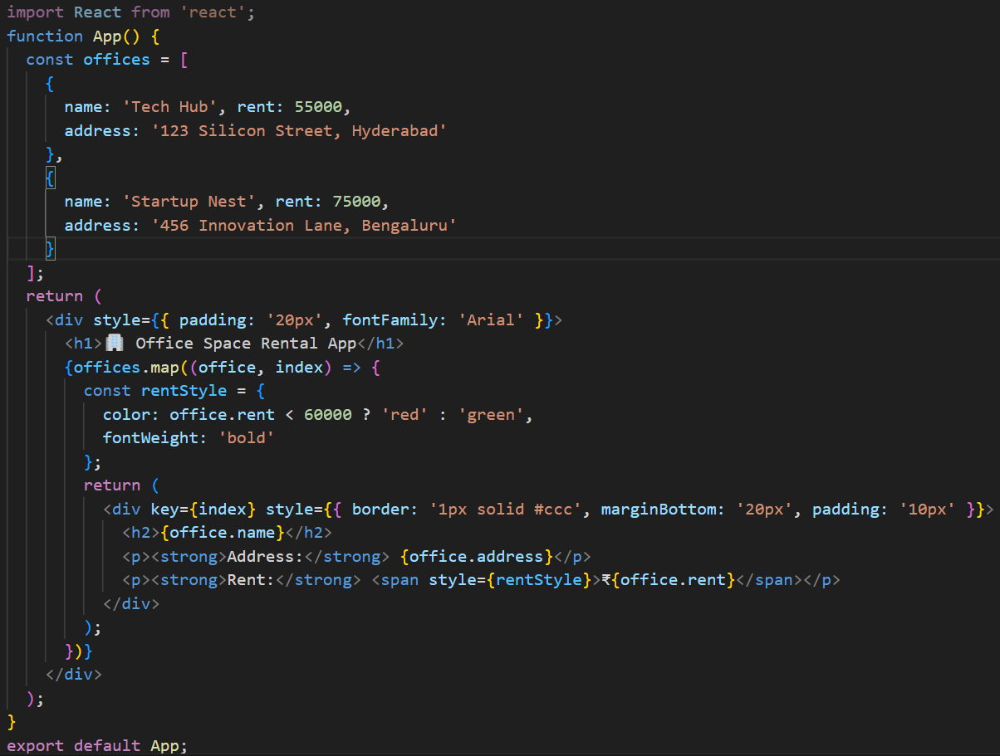 import React from 'react';
function App() {
  const offices = [
    {
      name: 'Tech Hub', rent: 55000,
      address: '123 Silicon Street, Hyderabad'
    },
    {
      name: 'Startup Nest', rent: 75000,
      address: '456 Innovation Lane, Bengaluru'
    }
  ];
  return (
    <div style={{ padding: '20px', fontFamily: 'Arial' }}>
      <h1>🏢 Office Space Rental App</h1>
      {offices.map((office, index) => {
        const rentStyle = {
          color: office.rent < 60000 ? 'red' : 'green',
          fontWeight: 'bold'
        };
        return (
          <div key={index} style={{ border: '1px solid #ccc', marginBottom: '20px', padding: '10px' }}>
            <h2>{office.name}</h2>
            <p><strong>Address:</strong> {office.address}</p>
            <p><strong>Rent:</strong> <span style={rentStyle}>₹{office.rent}</span></p>
          </div>
        );
      })}
    </div>
  );
}
export default App;